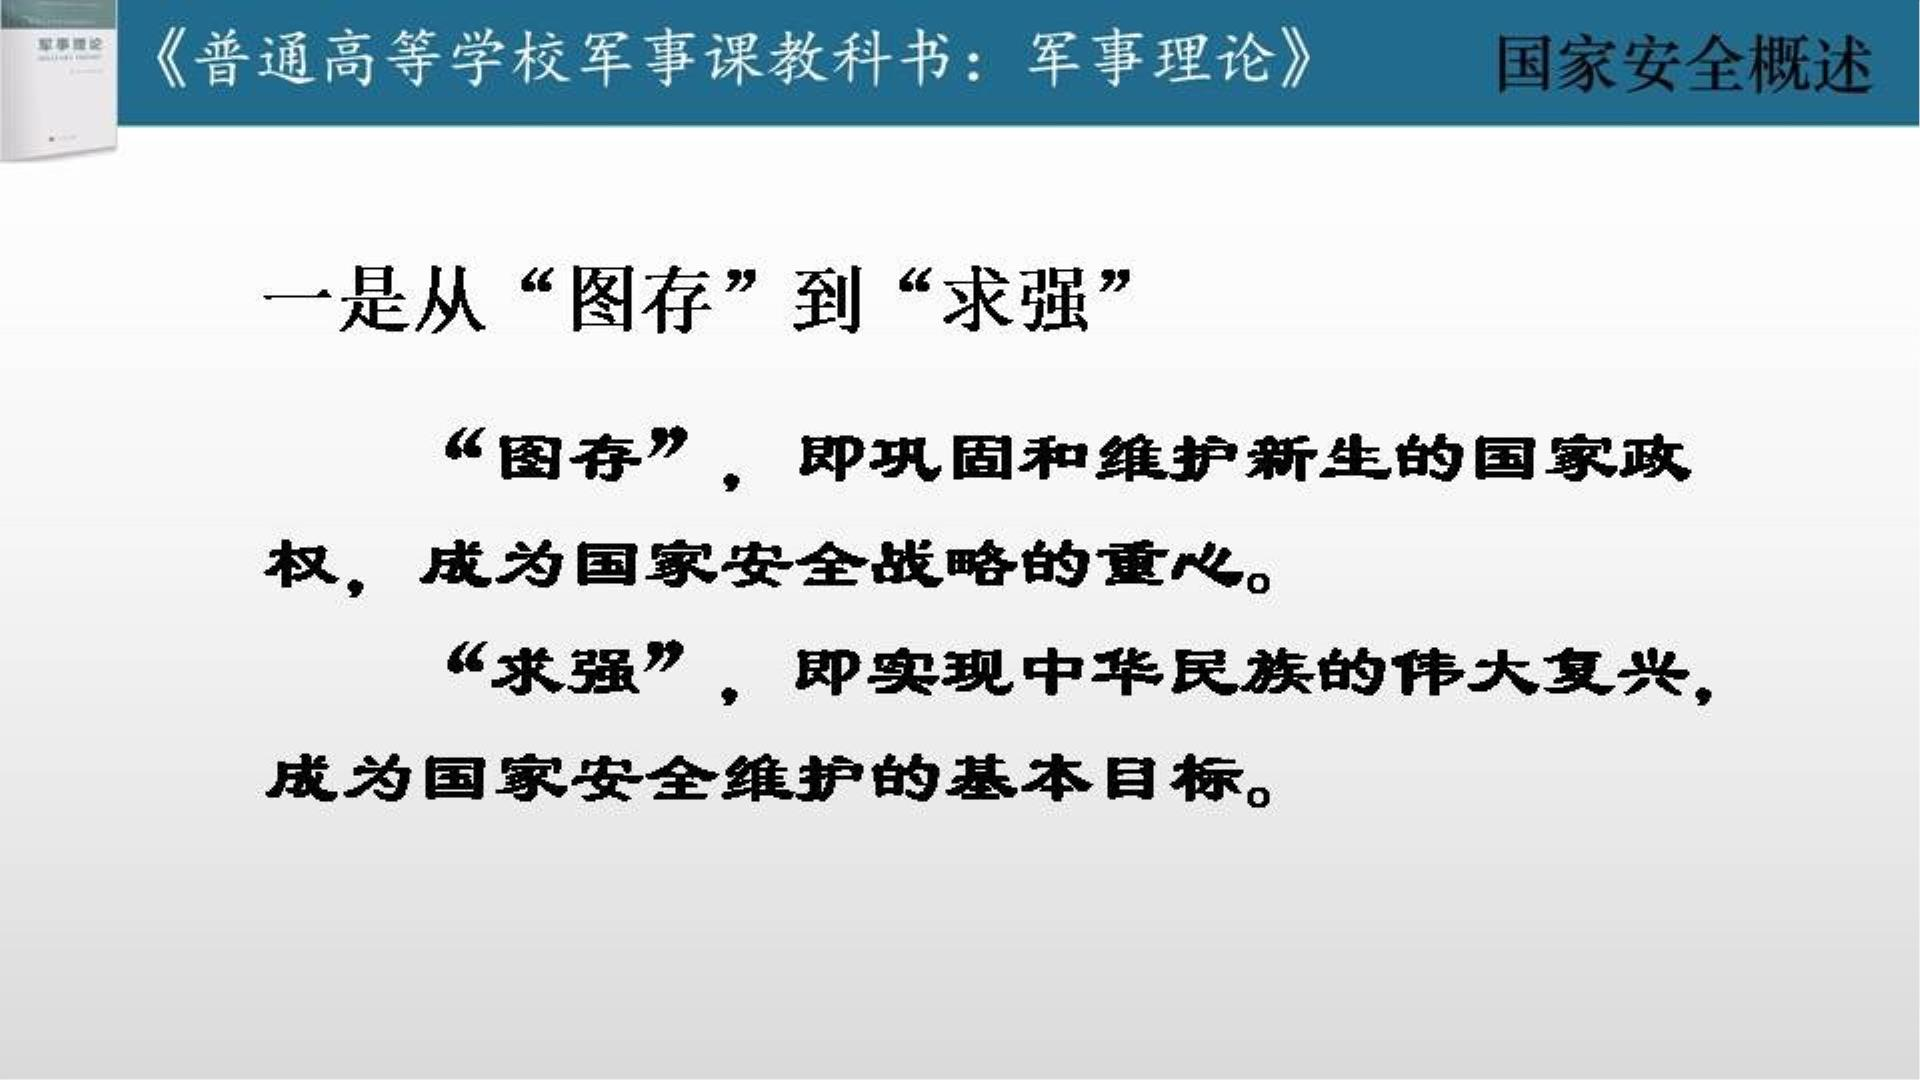 军事理论
《普通高等学校军事课教科书：军事理论》
国家安全概述
一是从“图存”到“求强”
“图存”，即巩固和维护新生的国家政
权，成为国家安全战略的重心。
“求强”，即实现中华民族的伟大复兴，
成为国家安全维护的基本目标。